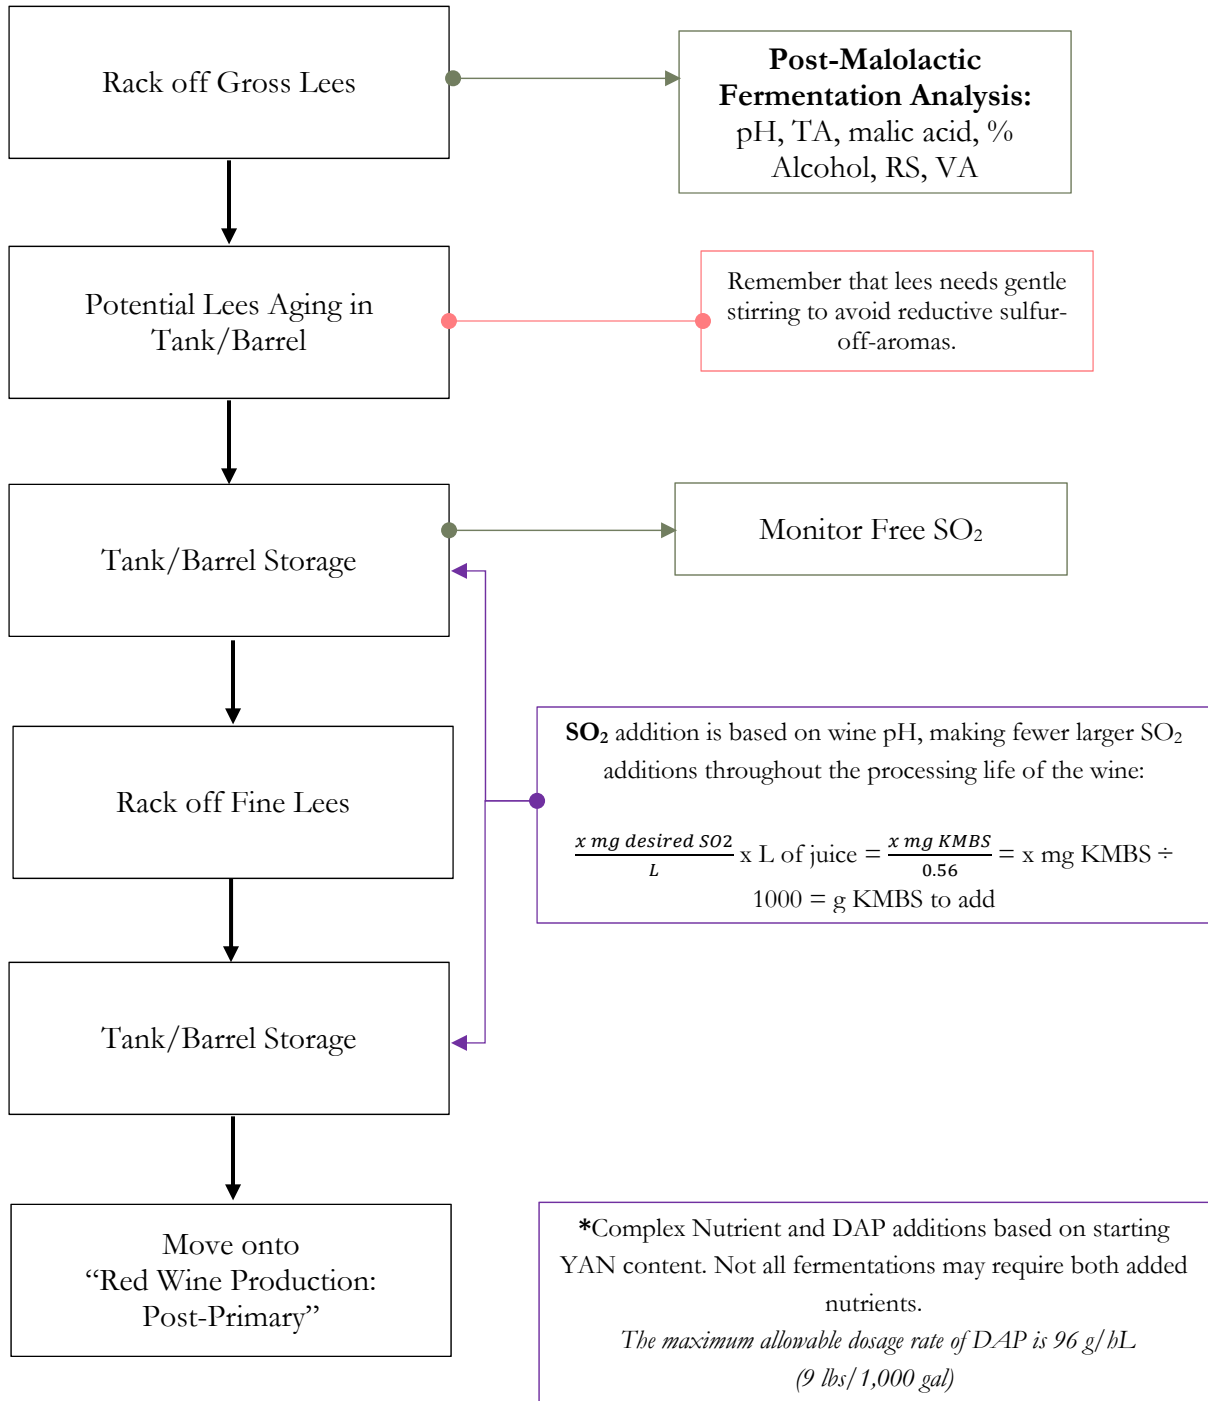 Rack off Gross Lees
Post-Malolactic
Fermentation Analysis:
pH, TA, malic acid, %
Alcohol, RS, VA
Potential Lees Aging in
Tank/Barrel
Remember that lees needs gentle
stirring to avoid reductive sulfur-
off-aromas.
Tank/Barrel Storage
Monitor Free SO₂
Rack off Fine Lees
SO₂ addition is based on wine pH, making fewer larger SO₂
additions throughout the processing life of the wine:
x mg desired SO2 / L x L of juice = x mg KMBS / 0.56 = x mg KMBS ÷
1000 = g KMBS to add
Tank/Barrel Storage
Move onto
“Red Wine Production:
Post-Primary”
*Complex Nutrient and DAP additions based on starting
YAN content. Not all fermentations may require both added
nutrients.
The maximum allowable dosage rate of DAP is 96 g/hL
(9 lbs/1,000 gal)